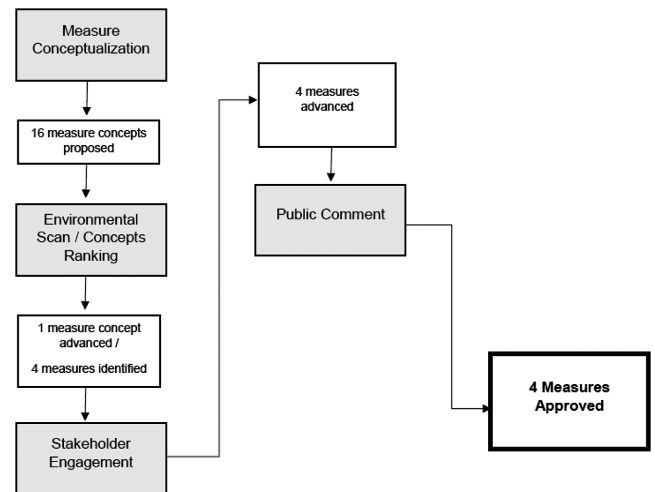 Measure
Conceptualization
16 measure concepts
proposed
Environmental
Scan / Concepts
Ranking
1 measure concept
advanced /
4 measures identified
Stakeholder
Engagement
4 measures
advanced
Public Comment
4 Measures
Approved